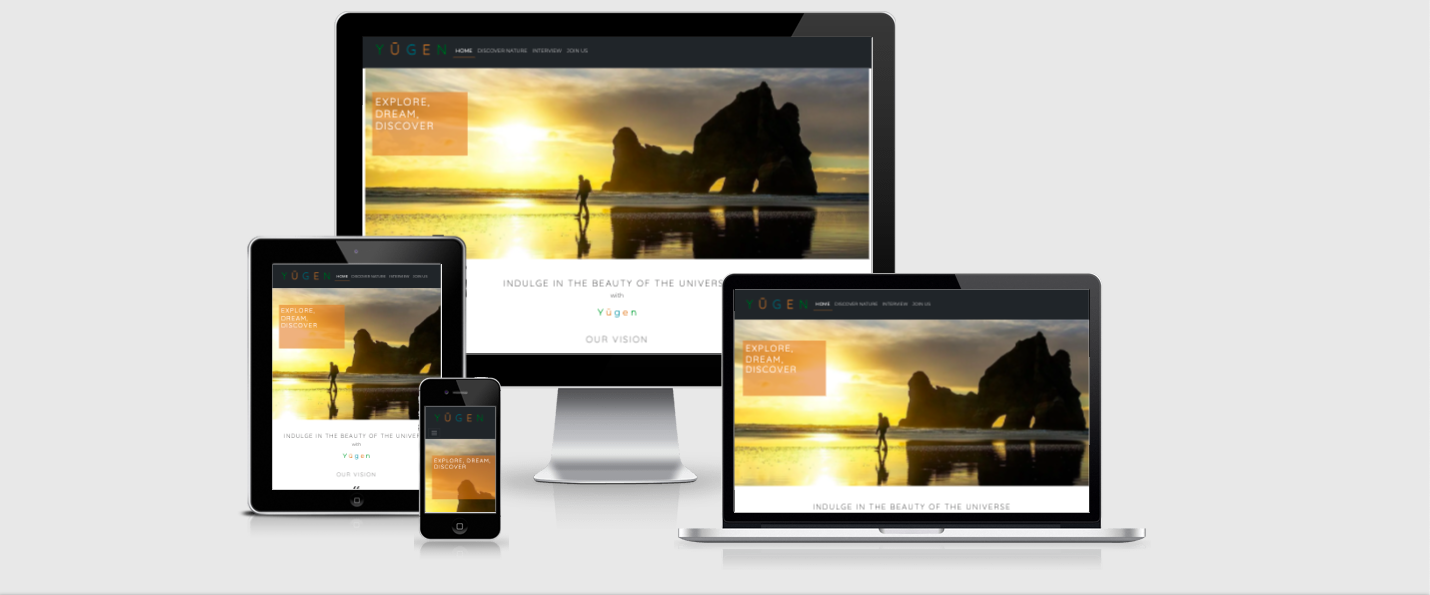 YŪGEN HOME DISCOVER NATURE INTERVIEW JOIN US
EXPLORE,
DREAM,
DISCOVER
INDULGE IN THE BEAUTY OF THE UNIVERS
with
Yūgen
OUR VISION
YŪGEN HOME DISCOVER NATURE INTERVIEW JOIN US
EXPLORE,
DREAM,
DISCOVER
INDULGE IN THE BEAUTY OF THE UNIVER
with
Yūgen
OUR VISION
“
YŪGEN
EXPLORE, DREAM,
DISCOVER
YŪGEN HOME DISCOVER NATURE INTERVIEW JOIN US
EXPLORE,
DREAM,
DISCOVER
INDULGE IN THE BEAUTY OF THE UNIVERSE